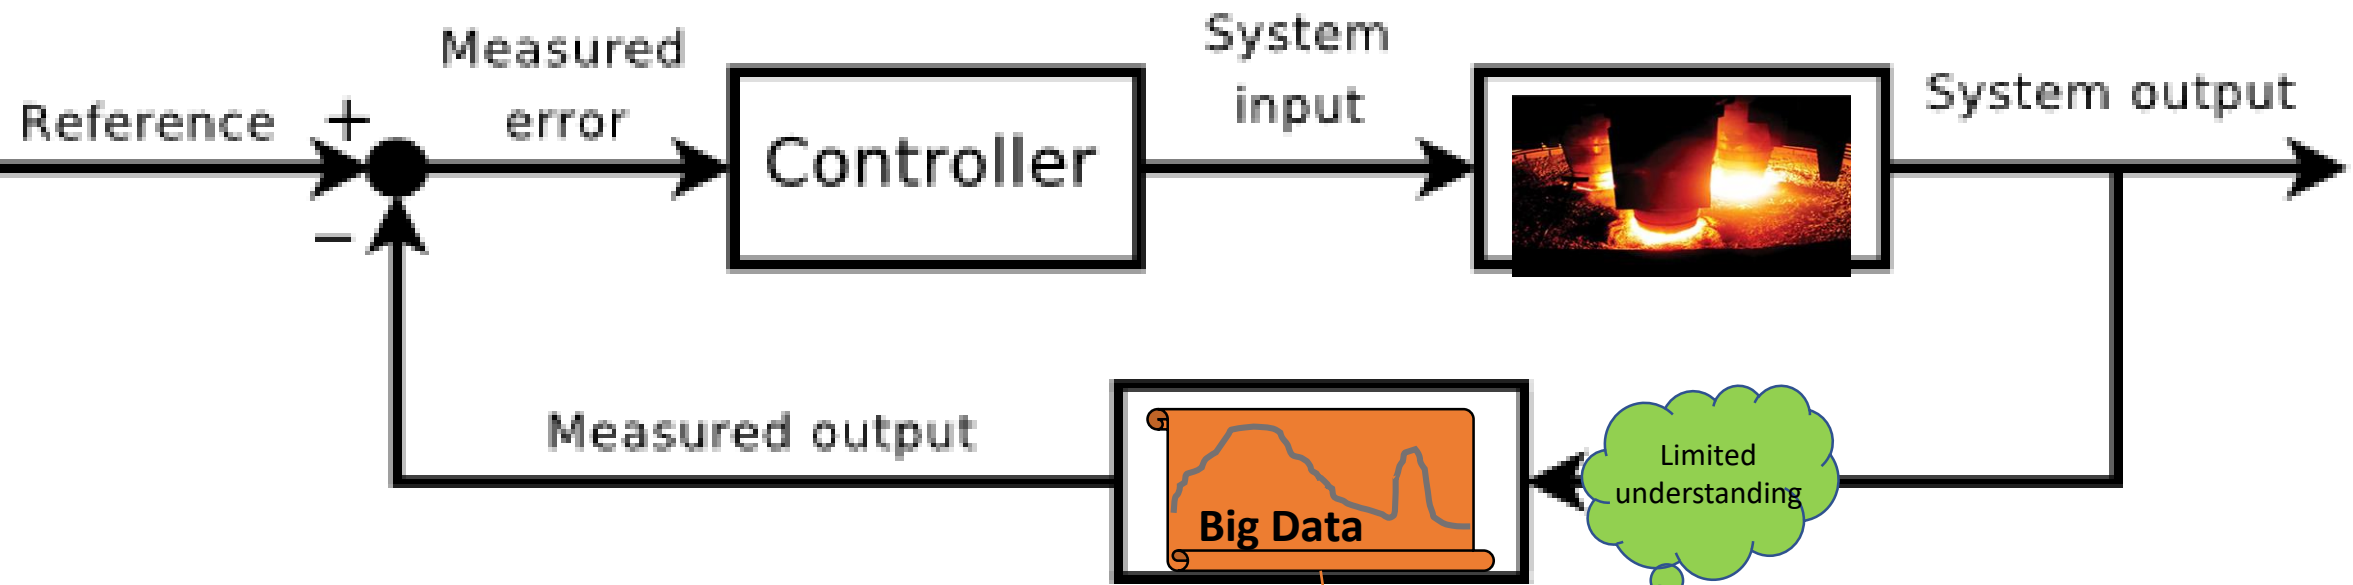 Reference
+
−
Measured
error
Controller
System
input
System output
Measured output
Big Data
Limited
understanding